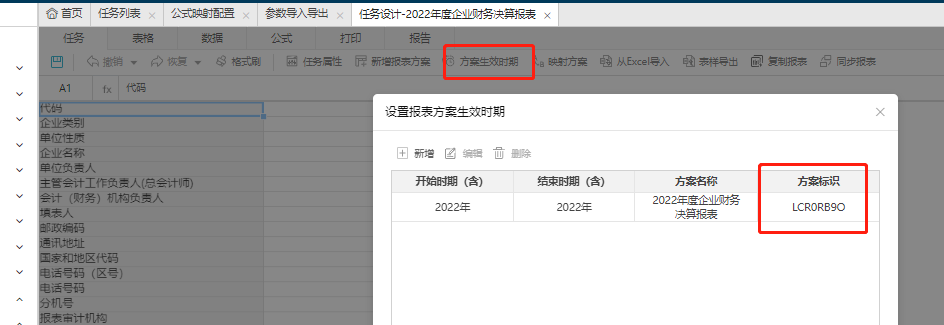 首页 任务列表 × 公式映射配置 × 参数导入导出 × 任务设计-2022年度企业财务决算报表 ×
任务 表格 数据 公式 打印 报告
撤销 恢复 格式刷 任务属性 新增报表方案 方案生效时期 映射方案 从Excel导入 表样导出 复制报表 同步报表
A1 fx 代码
代码
企业类别
单位性质
企业名称
单位负责人
主管会计工作负责人(总会计师)
会计（财务）机构负责人
填表人
邮政编码
通讯地址
国家和地区代码
电话号码（区号）
电话号码
分机号
报表审计机构
设置报表方案生效时期 ×
新增 编辑 删除
开始时期（含） 结束时期（含） 方案名称 方案标识
2022年 2022年 2022年度企业财务 LCR0RB9O
决算报表